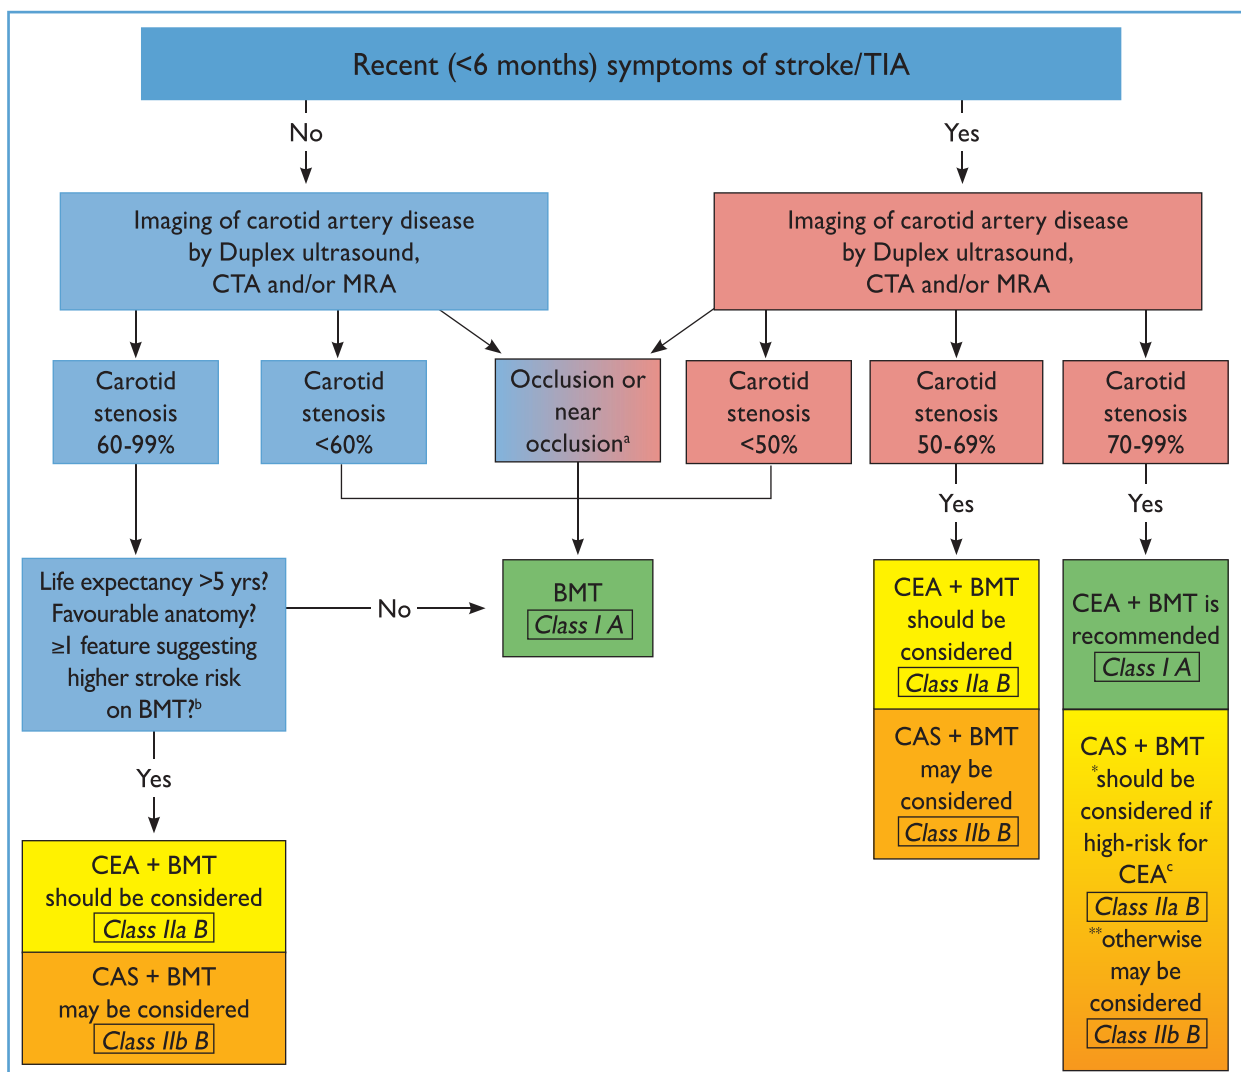 Recent (<6 months) symptoms of stroke/TIA
No
Yes
Imaging of carotid artery disease
by Duplex ultrasound,
CTA and/or MRA
Imaging of carotid artery disease
by Duplex ultrasound,
CTA and/or MRA
Carotid
stenosis
60-99%
Carotid
stenosis
<60%
Occlusion or
near
occlusionᵃ
Carotid
stenosis
<50%
Carotid
stenosis
50-69%
Carotid
stenosis
70-99%
Yes
Yes
Life expectancy >5 yrs?
Favourable anatomy?
≥1 feature suggesting
higher stroke risk
on BMT?ᵇ
No
BMT
Class I A
CEA + BMT
should be
considered
Class IIa B
CAS + BMT
may be
considered
Class IIb B
CEA + BMT is
recommended
Class I A
CAS + BMT
*should be
considered if
high-risk for
CEAᶜ
Class IIa B
**otherwise
may be
considered
Class IIb B
Yes
CEA + BMT
should be considered
Class IIa B
CAS + BMT
may be considered
Class IIb B